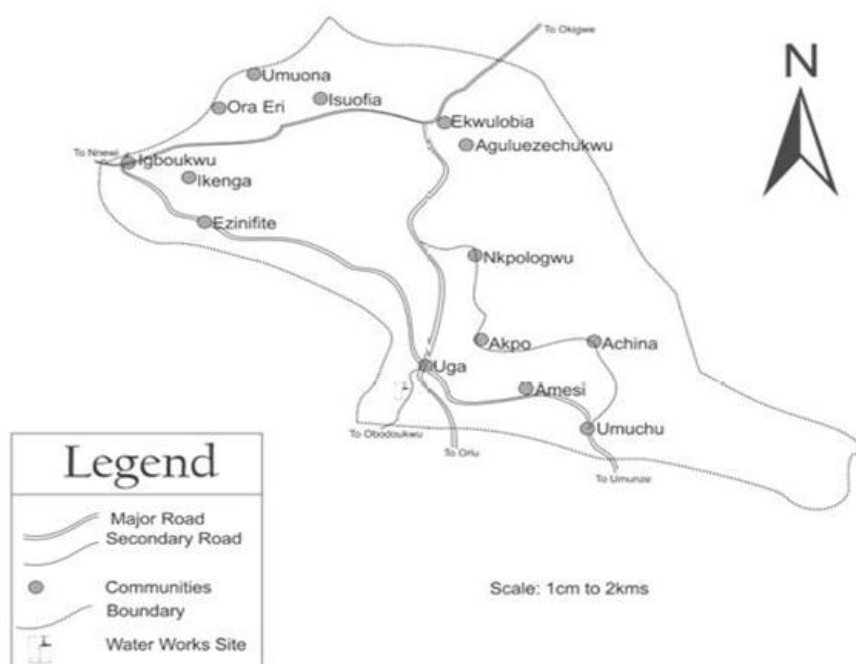 To Okigwe
N
Umuona
Isuofia
Ora Eri
Ekwulobia
Aguluezechukwu
To Nnewi
Igboukwu
Ikenga
Ezinifite
Nkpologwu
Akpo
Achina
Uga
Amesi
Umuchu
To Obodoukwu
To Orlu
To Umunze
Legend
Major Road
Secondary Road
Communities
Boundary
Water Works Site
Scale: 1cm to 2kms